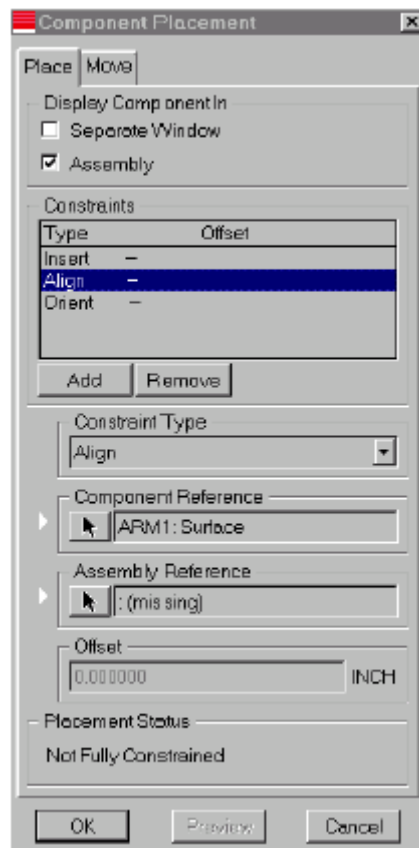 Component Placement
Place Move
Display Component In
Separate Window
Assembly
Constraints
Type Offset
Insert –
Align –
Orient –
Add Remove
Constraint Type
Align
Component Reference
ARM1: Surface
Assembly Reference
: (missing)
Offset
0.000000 INCH
Placement Status
Not Fully Constrained
OK Preview Cancel